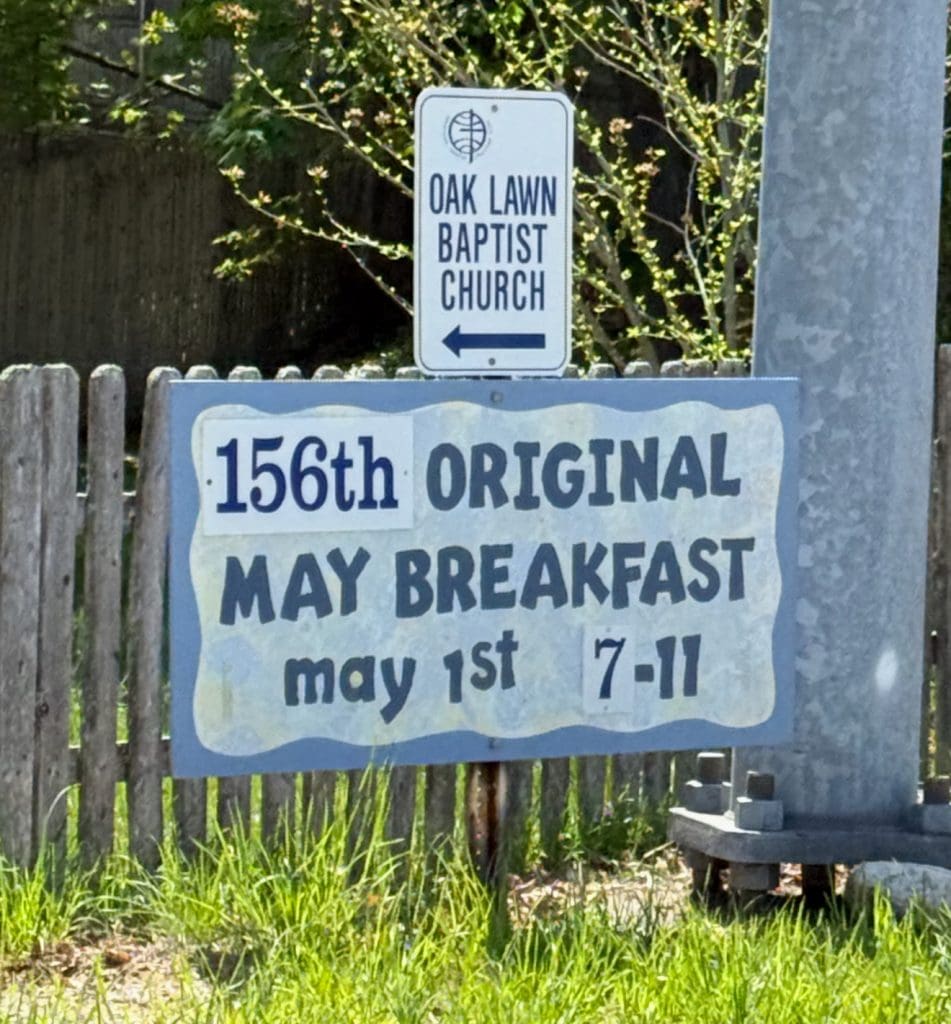 OAK LAWN
BAPTIST
CHURCH
156th ORIGINAL
MAY BREAKFAST
may 1st 7-11